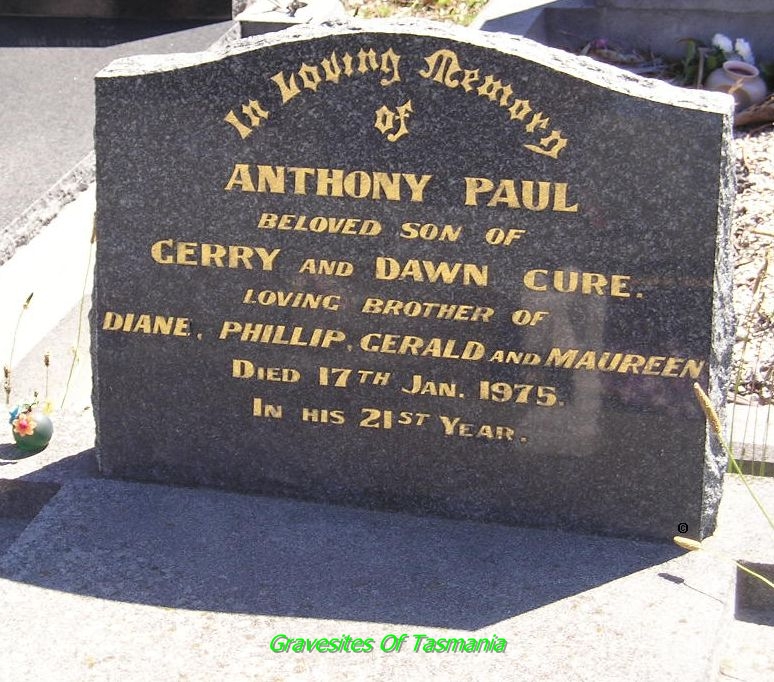 In Loving Memory
of
ANTHONY PAUL
BELOVED SON OF
GERRY AND DAWN CURE.
LOVING BROTHER OF
DIANE, PHILLIP, GERALD AND MAUREEN
DIED 17TH JAN. 1975.
IN HIS 21ST YEAR.
©
Gravesites Of Tasmania